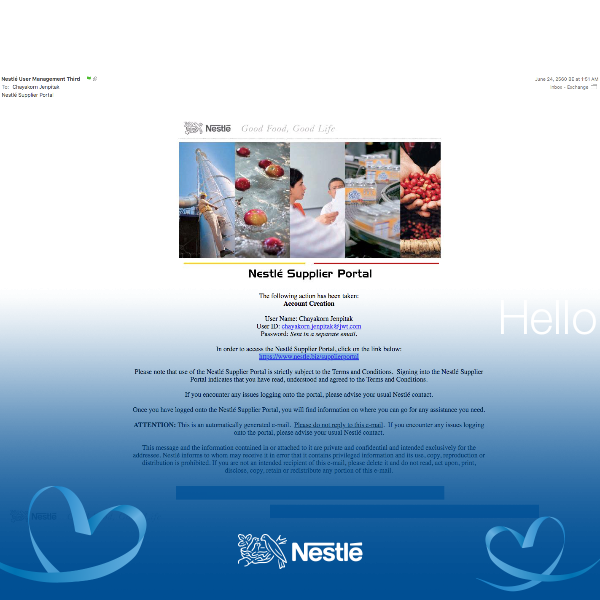 Nestlé User Management Third
June 24, 2560 BE at 1:51 AM
To: Chayakorn Jenpitak
Inbox - Exchange
Nestlé Supplier Portal
Nestlé Good Food, Good Life
Nestlé Supplier Portal
The following action has been taken:
Account Creation
User Name: Chayakorn Jenpitak
User ID: chayakorn.jenpitak@jwt.com
Password: Sent in a separate email.
Hello
In order to access the Nestlé Supplier Portal, click on the link below:
https://www.nestle.biz/supplierportal
Please note that use of the Nestlé Supplier Portal is strictly subject to the Terms and Conditions. Signing into the Nestlé Supplier
Portal indicates that you have read, understood and agreed to the Terms and Conditions.
If you encounter any issues logging onto the portal, please advise your usual Nestlé contact.
Once you have logged onto the Nestlé Supplier Portal, you will find information on where you can go for any assistance you need.
ATTENTION: This is an automatically generated e-mail. Please do not reply to this e-mail. If you encounter any issues logging
onto the portal, please advise your usual Nestlé contact.
This message and the information contained in or attached to it are private and confidential and intended exclusively for the
addressee. Nestlé informs to whom may receive it in error that it contains privileged information and its use, copy, reproduction or
distribution is prohibited. If you are not an intended recipient of this e-mail, please delete it and do not read, act upon, print,
disclose, copy, retain or redistribute any portion of this e-mail.
Nestlé
Nestlé